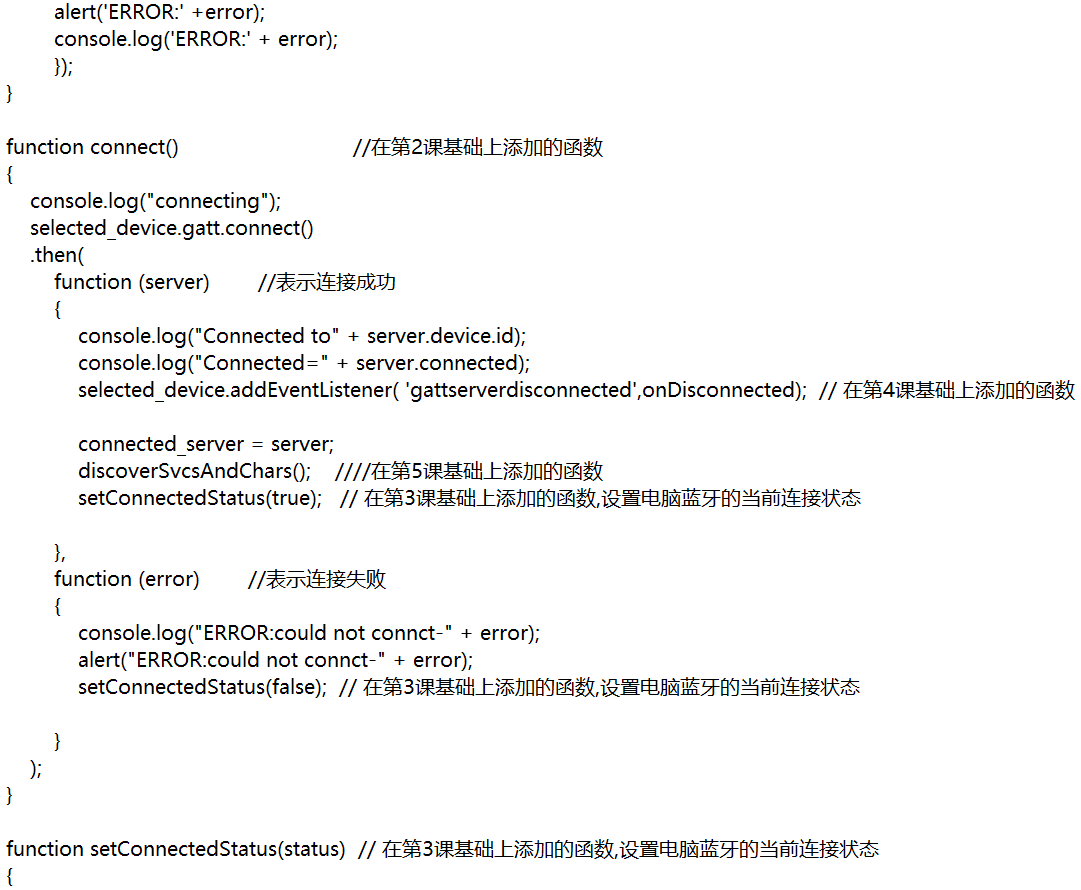 alert('ERROR:' +error);
console.log('ERROR:' + error);
});
}
function connect() //在第2课基础上添加的函数
{
console.log("connecting");
selected_device.gatt.connect()
.then(
function (server) //表示连接成功
{
console.log("Connected to" + server.device.id);
console.log("Connected=" + server.connected);
selected_device.addEventListener( 'gattserverdisconnected',onDisconnected); // 在第4课基础上添加的函数
connected_server = server;
discoverSvcsAndChars(); ////在第5课基础上添加的函数
setConnectedStatus(true); // 在第3课基础上添加的函数,设置电脑蓝牙的当前连接状态
},
function (error) //表示连接失败
{
console.log("ERROR:could not connct-" + error);
alert("ERROR:could not connct-" + error);
setConnectedStatus(false); // 在第3课基础上添加的函数,设置电脑蓝牙的当前连接状态
}
);
}
function setConnectedStatus(status) // 在第3课基础上添加的函数,设置电脑蓝牙的当前连接状态
{